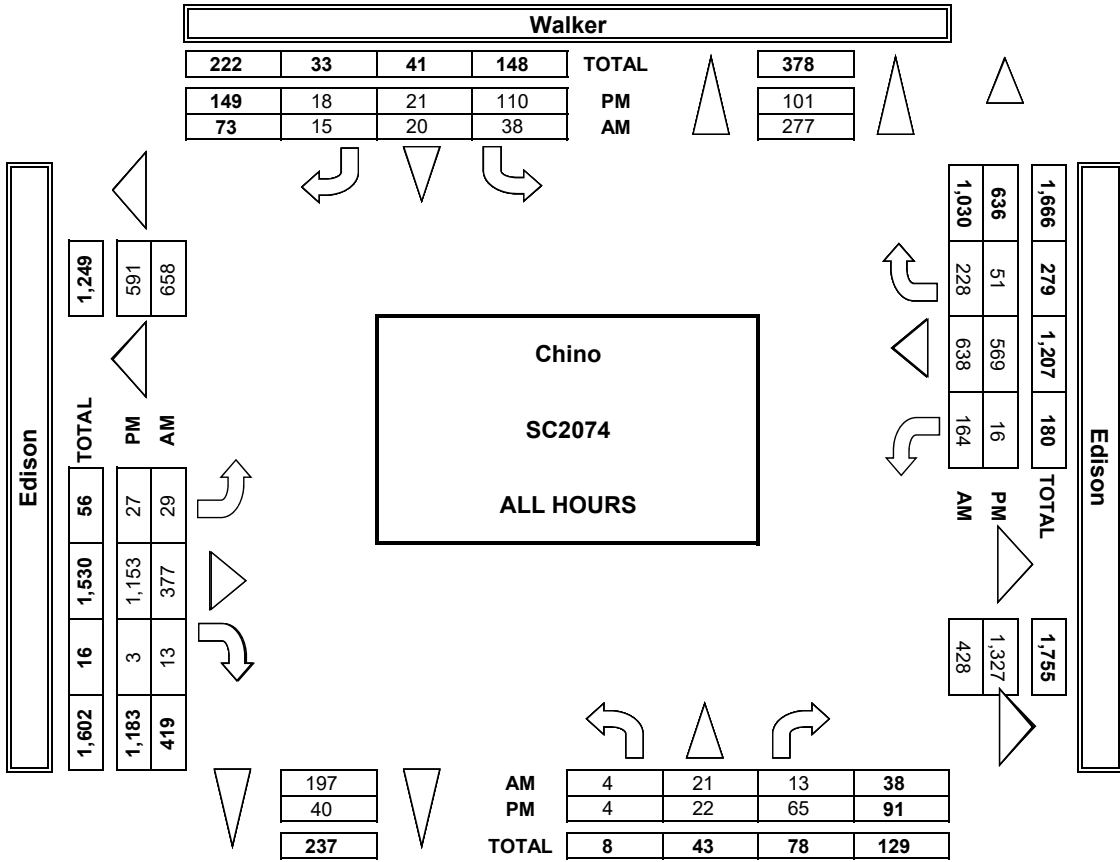 Walker
222 33 41 148 TOTAL 378
149 18 21 110 PM 101
73 15 20 38 AM 277
Edison
1,249
591
658
TOTAL
PM
AM
56 1,530 16 1,602
27 1,153 3 1,183
29 377 13 419
Chino
SC2074
ALL HOURS
1,030 228 638 164 AM 428
636 51 569 16 PM 1,327
1,666 279 1,207 180 TOTAL 1,755
Edison
197 AM 4 21 13 38
40 PM 4 22 65 91
237 TOTAL 8 43 78 129